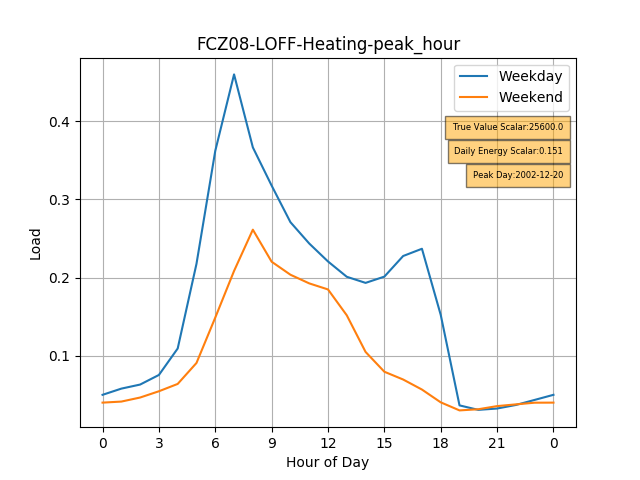 FCZ08-LOFF-Heating-peak_hour
Weekday
Weekend
True Value Scalar:25600.0
Daily Energy Scalar:0.151
Peak Day:2002-12-20
Load
0.4
0.3
0.2
0.1
0 3 6 9 12 15 18 21 0
Hour of Day